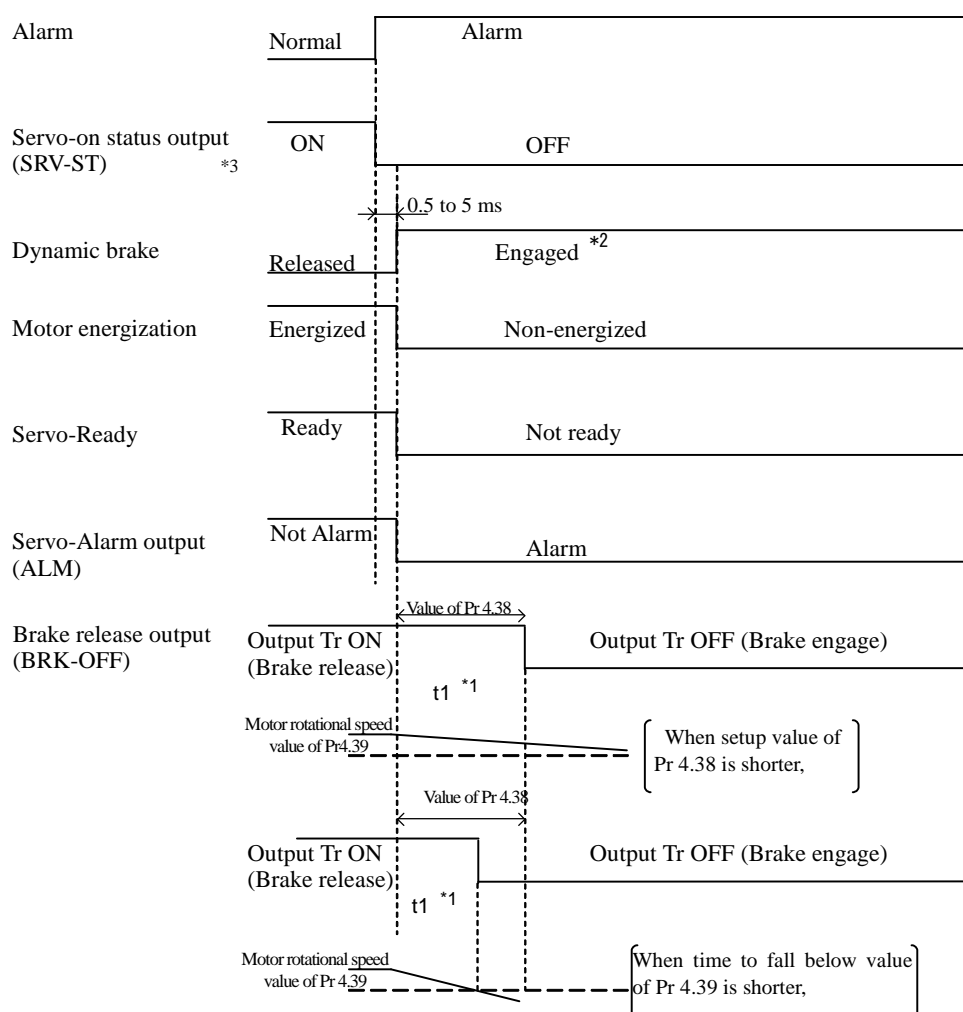 Alarm
Normal
Alarm
Servo-on status output
(SRV-ST) *3
ON
OFF
0.5 to 5 ms
Dynamic brake
Released
Engaged *2
Motor energization
Energized
Non-energized
Servo-Ready
Ready
Not ready
Servo-Alarm output
(ALM)
Not Alarm
Alarm
Value of Pr 4.38
Brake release output
(BRK-OFF)
Output Tr ON
(Brake release)
Output Tr OFF (Brake engage)
t1 *1
Motor rotational speed
value of Pr4.39
When setup value of
Pr 4.38 is shorter,
Value of Pr 4.38
Output Tr ON
(Brake release)
Output Tr OFF (Brake engage)
t1 *1
Motor rotational speed
value of Pr 4.39
When time to fall below value
of Pr 4.39 is shorter,